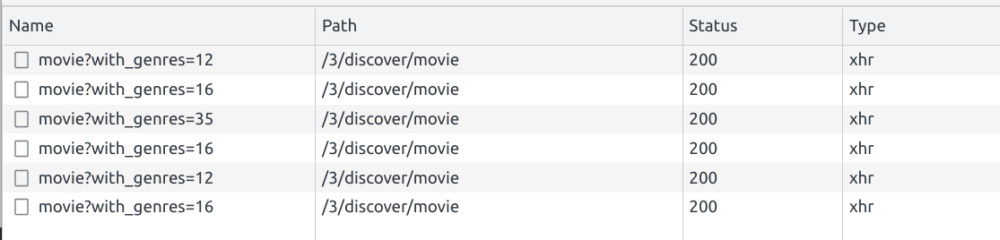 Name Path Status Type
movie?with_genres=12 /3/discover/movie 200 xhr
movie?with_genres=16 /3/discover/movie 200 xhr
movie?with_genres=35 /3/discover/movie 200 xhr
movie?with_genres=16 /3/discover/movie 200 xhr
movie?with_genres=12 /3/discover/movie 200 xhr
movie?with_genres=16 /3/discover/movie 200 xhr